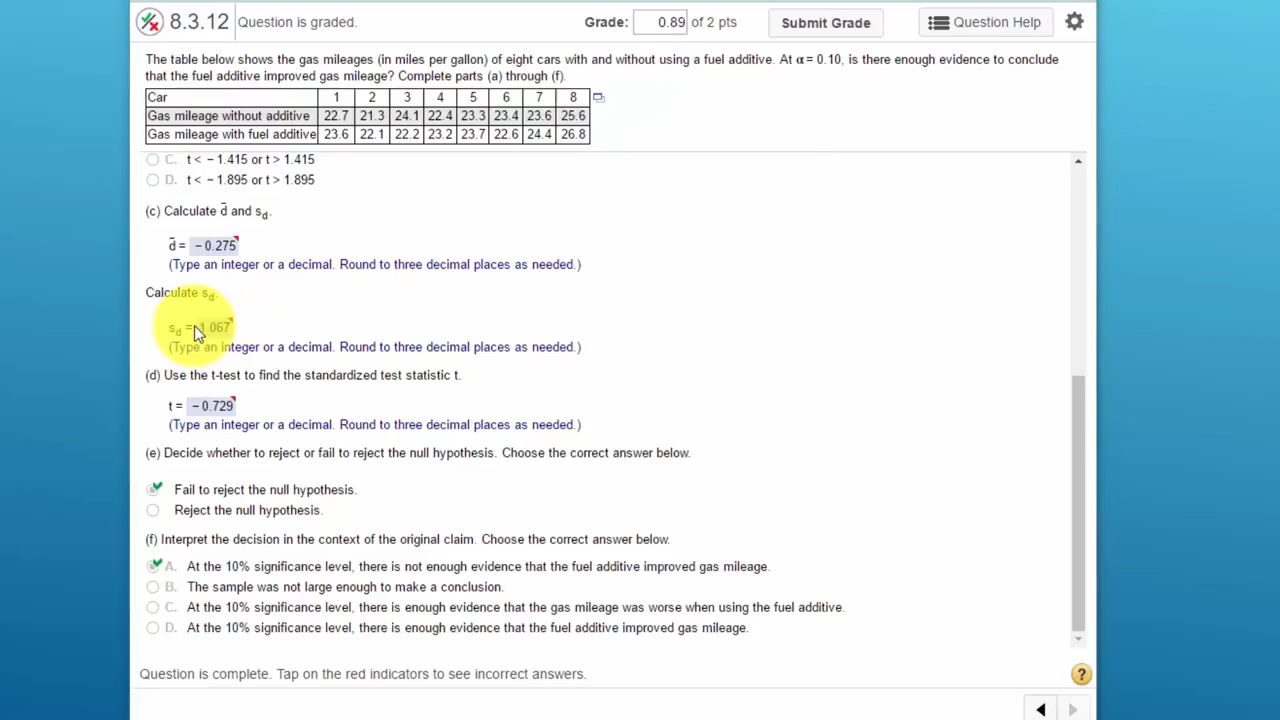 8.3.12 Question is graded. Grade: 0.89 of 2 pts Submit Grade Question Help
The table below shows the gas mileages (in miles per gallon) of eight cars with and without using a fuel additive. At α = 0.10, is there enough evidence to conclude
that the fuel additive improved gas mileage? Complete parts (a) through (f).
Car 1 2 3 4 5 6 7 8
Gas mileage without additive 22.7 21.3 24.1 22.4 23.3 23.4 23.6 25.6
Gas mileage with fuel additive 23.6 22.1 22.2 23.2 23.7 22.6 24.4 26.8
C. t < − 1.415 or t > 1.415
D. t < − 1.895 or t > 1.895
(c) Calculate d̄ and sd.
d̄ = − 0.275
(Type an integer or a decimal. Round to three decimal places as needed.)
Calculate sd.
sd = 1.067
(Type an integer or a decimal. Round to three decimal places as needed.)
(d) Use the t-test to find the standardized test statistic t.
t = − 0.729
(Type an integer or a decimal. Round to three decimal places as needed.)
(e) Decide whether to reject or fail to reject the null hypothesis. Choose the correct answer below.
Fail to reject the null hypothesis.
Reject the null hypothesis.
(f) Interpret the decision in the context of the original claim. Choose the correct answer below.
A. At the 10% significance level, there is not enough evidence that the fuel additive improved gas mileage.
B. The sample was not large enough to make a conclusion.
C. At the 10% significance level, there is enough evidence that the gas mileage was worse when using the fuel additive.
D. At the 10% significance level, there is enough evidence that the fuel additive improved gas mileage.
Question is complete. Tap on the red indicators to see incorrect answers.
?